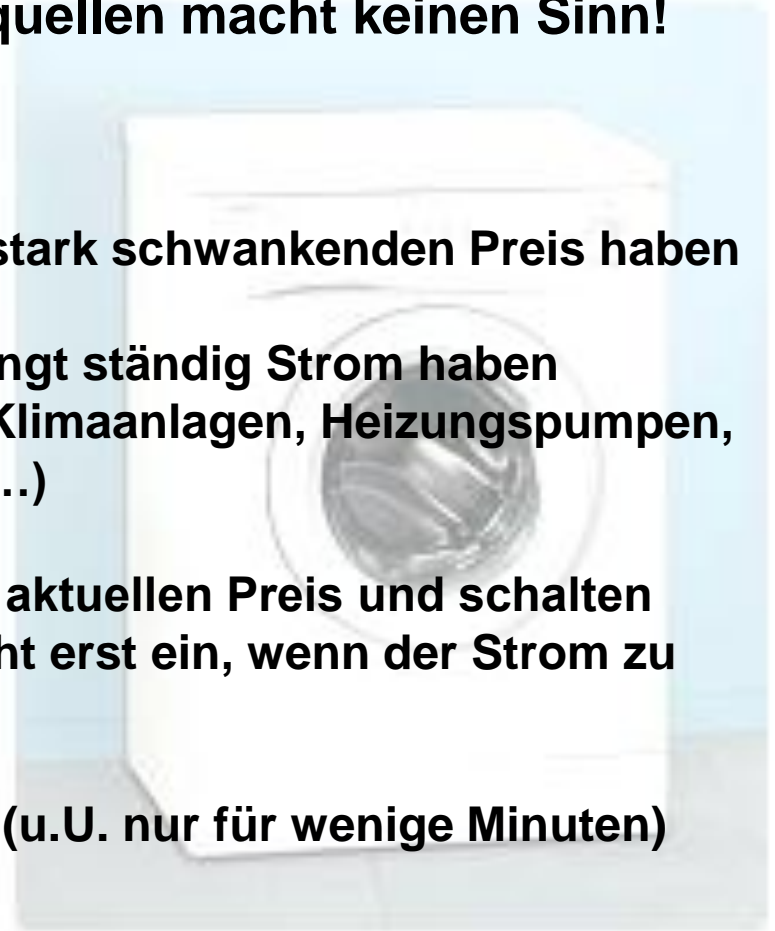 quellen macht keinen Sinn!
stark schwankenden Preis haben
ngt ständig Strom haben
Klimaanlagen, Heizungspumpen,
…)
aktuellen Preis und schalten
ht erst ein, wenn der Strom zu
(u.U. nur für wenige Minuten)